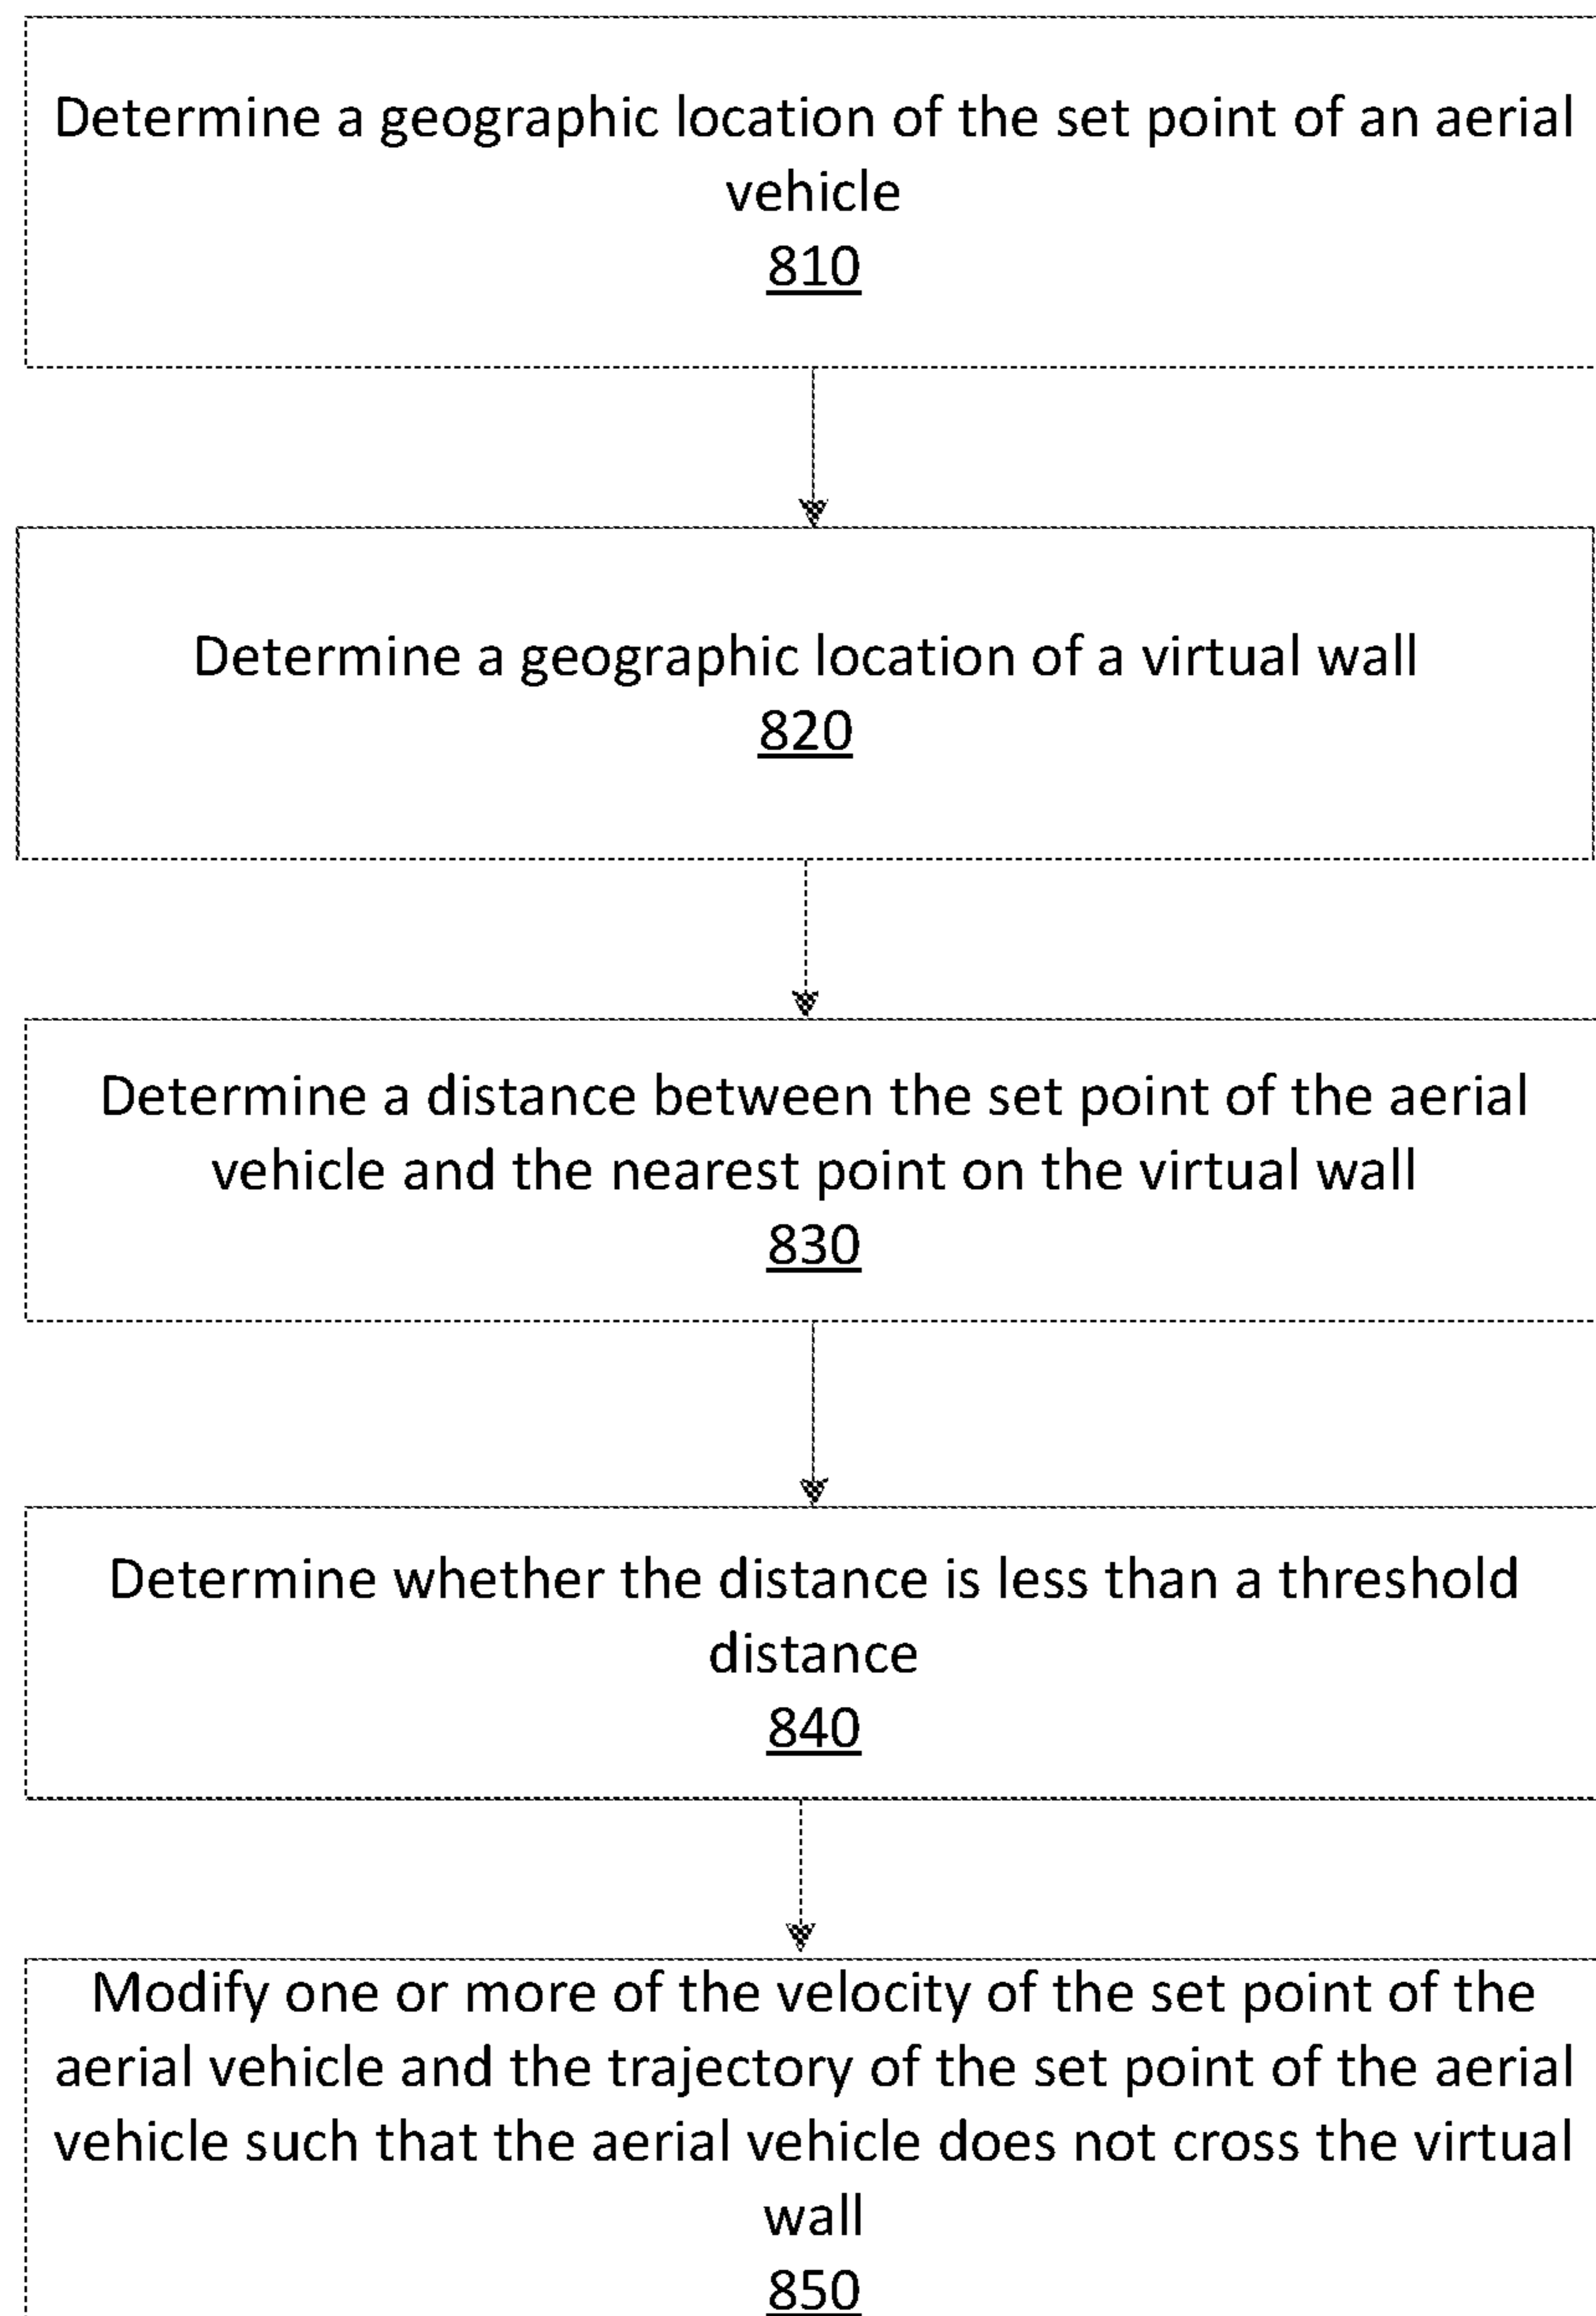 Determine a geographic location of the set point of an aerial
vehicle
810
Determine a geographic location of a virtual wall
820
Determine a distance between the set point of the aerial
vehicle and the nearest point on the virtual wall
830
Determine whether the distance is less than a threshold
distance
840
Modify one or more of the velocity of the set point of the
aerial vehicle and the trajectory of the set point of the aerial
vehicle such that the aerial vehicle does not cross the virtual
wall
850